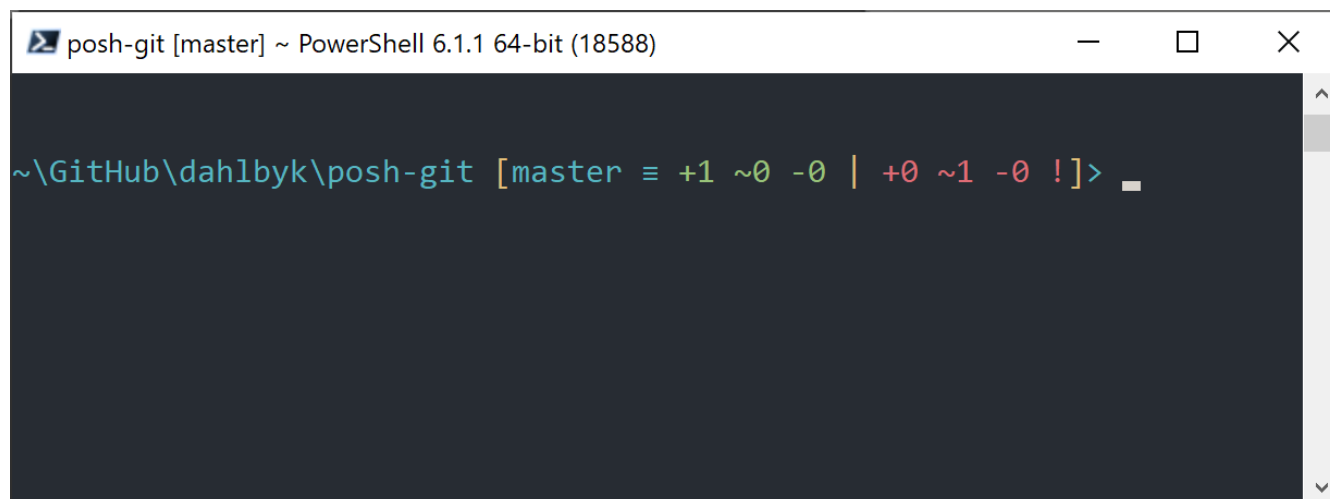 posh-git [master] ~ PowerShell 6.1.1 64-bit (18588)
~\GitHub\dahlbyk\posh-git [master ≡ +1 ~0 -0 | +0 ~1 -0 !]>